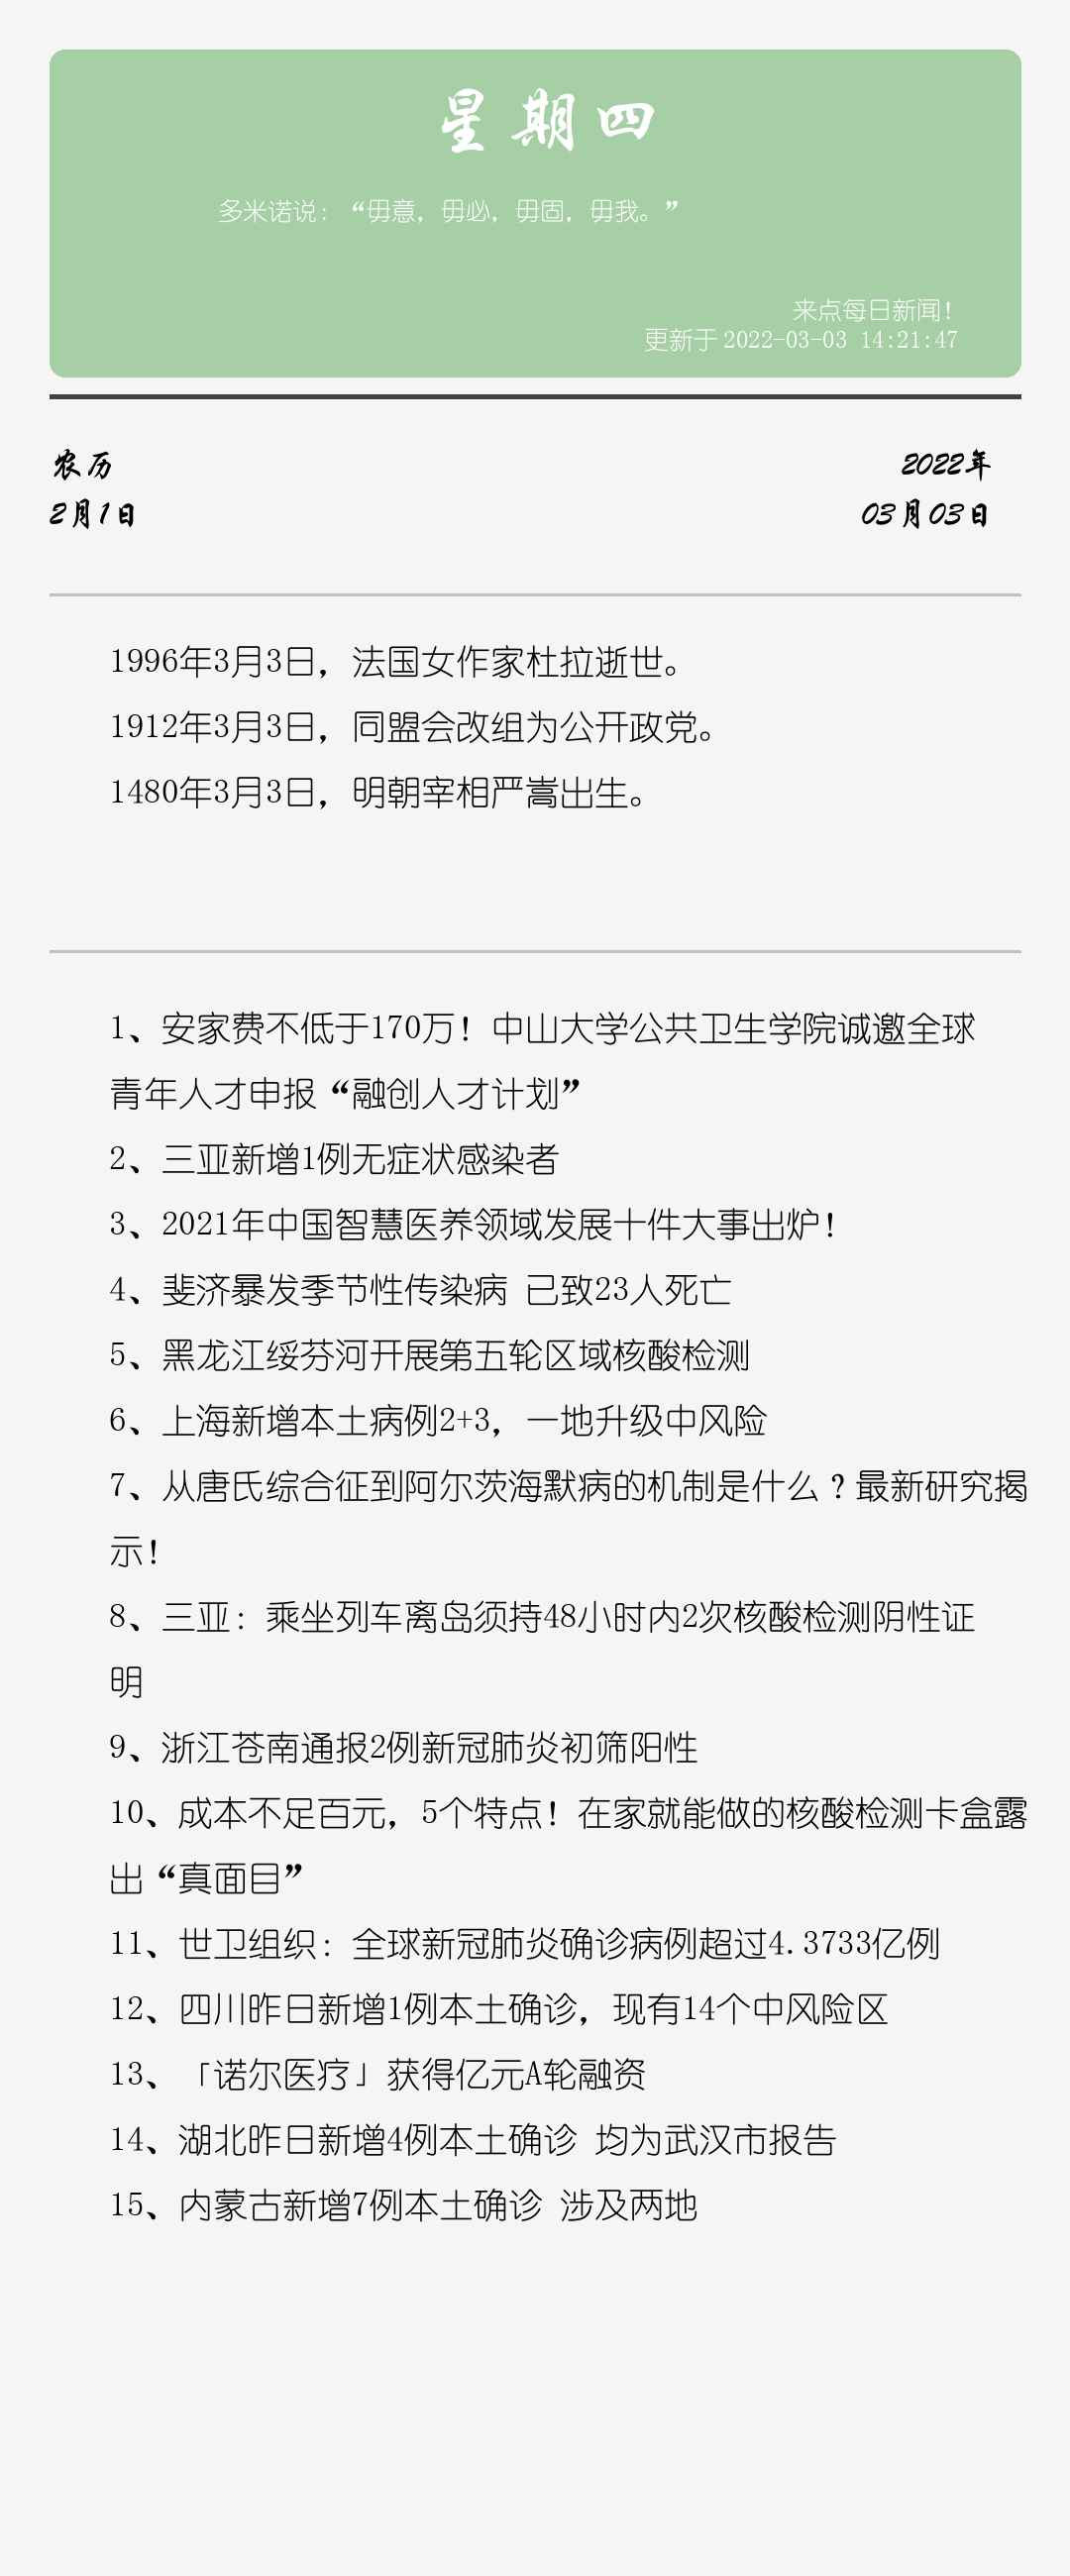 星期四
多米诺说：“毋意，毋必，毋固，毋我。”
来点每日新闻！
更新于 2022-03-03 14:21:47
农历
2022年
2月1日
03月03日
1996年3月3日，法国女作家杜拉逝世。
1912年3月3日，同盟会改组为公开政党。
1480年3月3日，明朝宰相严嵩出生。
1、安家费不低于170万！中山大学公共卫生学院诚邀全球
青年人才申报“融创人才计划”
2、三亚新增1例无症状感染者
3、2021年中国智慧医养领域发展十件大事出炉！
4、斐济暴发季节性传染病 已致23人死亡
5、黑龙江绥芬河开展第五轮区域核酸检测
6、上海新增本土病例2+3，一地升级中风险
7、从唐氏综合征到阿尔茨海默病的机制是什么？最新研究揭
示！
8、三亚：乘坐列车离岛须持48小时内2次核酸检测阴性证
明
9、浙江苍南通报2例新冠肺炎初筛阳性
10、成本不足百元，5个特点！在家就能做的核酸检测卡盒露
出“真面目”
11、世卫组织：全球新冠肺炎确诊病例超过4.3733亿例
12、四川昨日新增1例本土确诊，现有14个中风险区
13、「诺尔医疗」获得亿元A轮融资
14、湖北昨日新增4例本土确诊 均为武汉市报告
15、内蒙古新增7例本土确诊 涉及两地